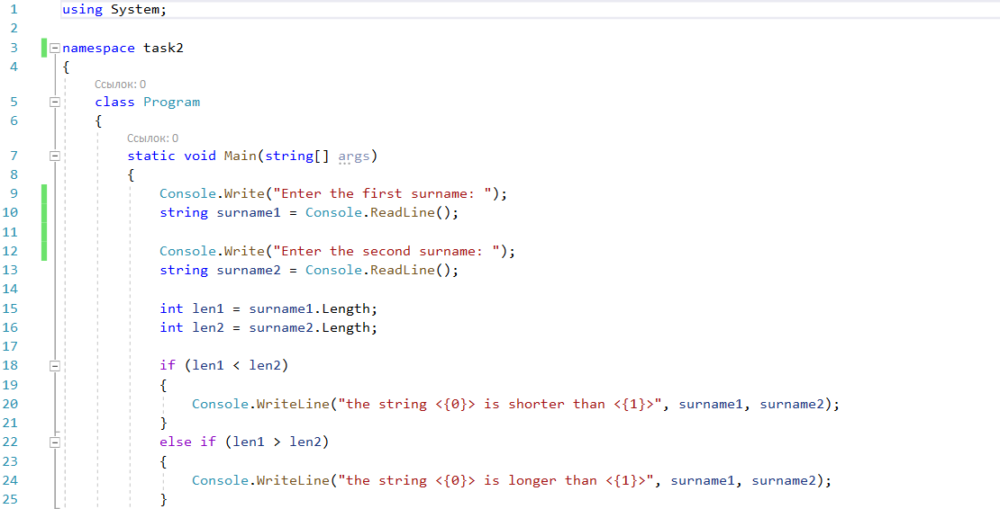 1 using System;
2
3 namespace task2
4 {
Ссылок: 0
5 class Program
6 {
Ссылок: 0
7 static void Main(string[] args)
8 {
9 Console.Write("Enter the first surname: ");
10 string surname1 = Console.ReadLine();
11
12 Console.Write("Enter the second surname: ");
13 string surname2 = Console.ReadLine();
14
15 int len1 = surname1.Length;
16 int len2 = surname2.Length;
17
18 if (len1 < len2)
19 {
20 Console.WriteLine("the string <{0}> is shorter than <{1}>", surname1, surname2);
21 }
22 else if (len1 > len2)
23 {
24 Console.WriteLine("the string <{0}> is longer than <{1}>", surname1, surname2);
25 }